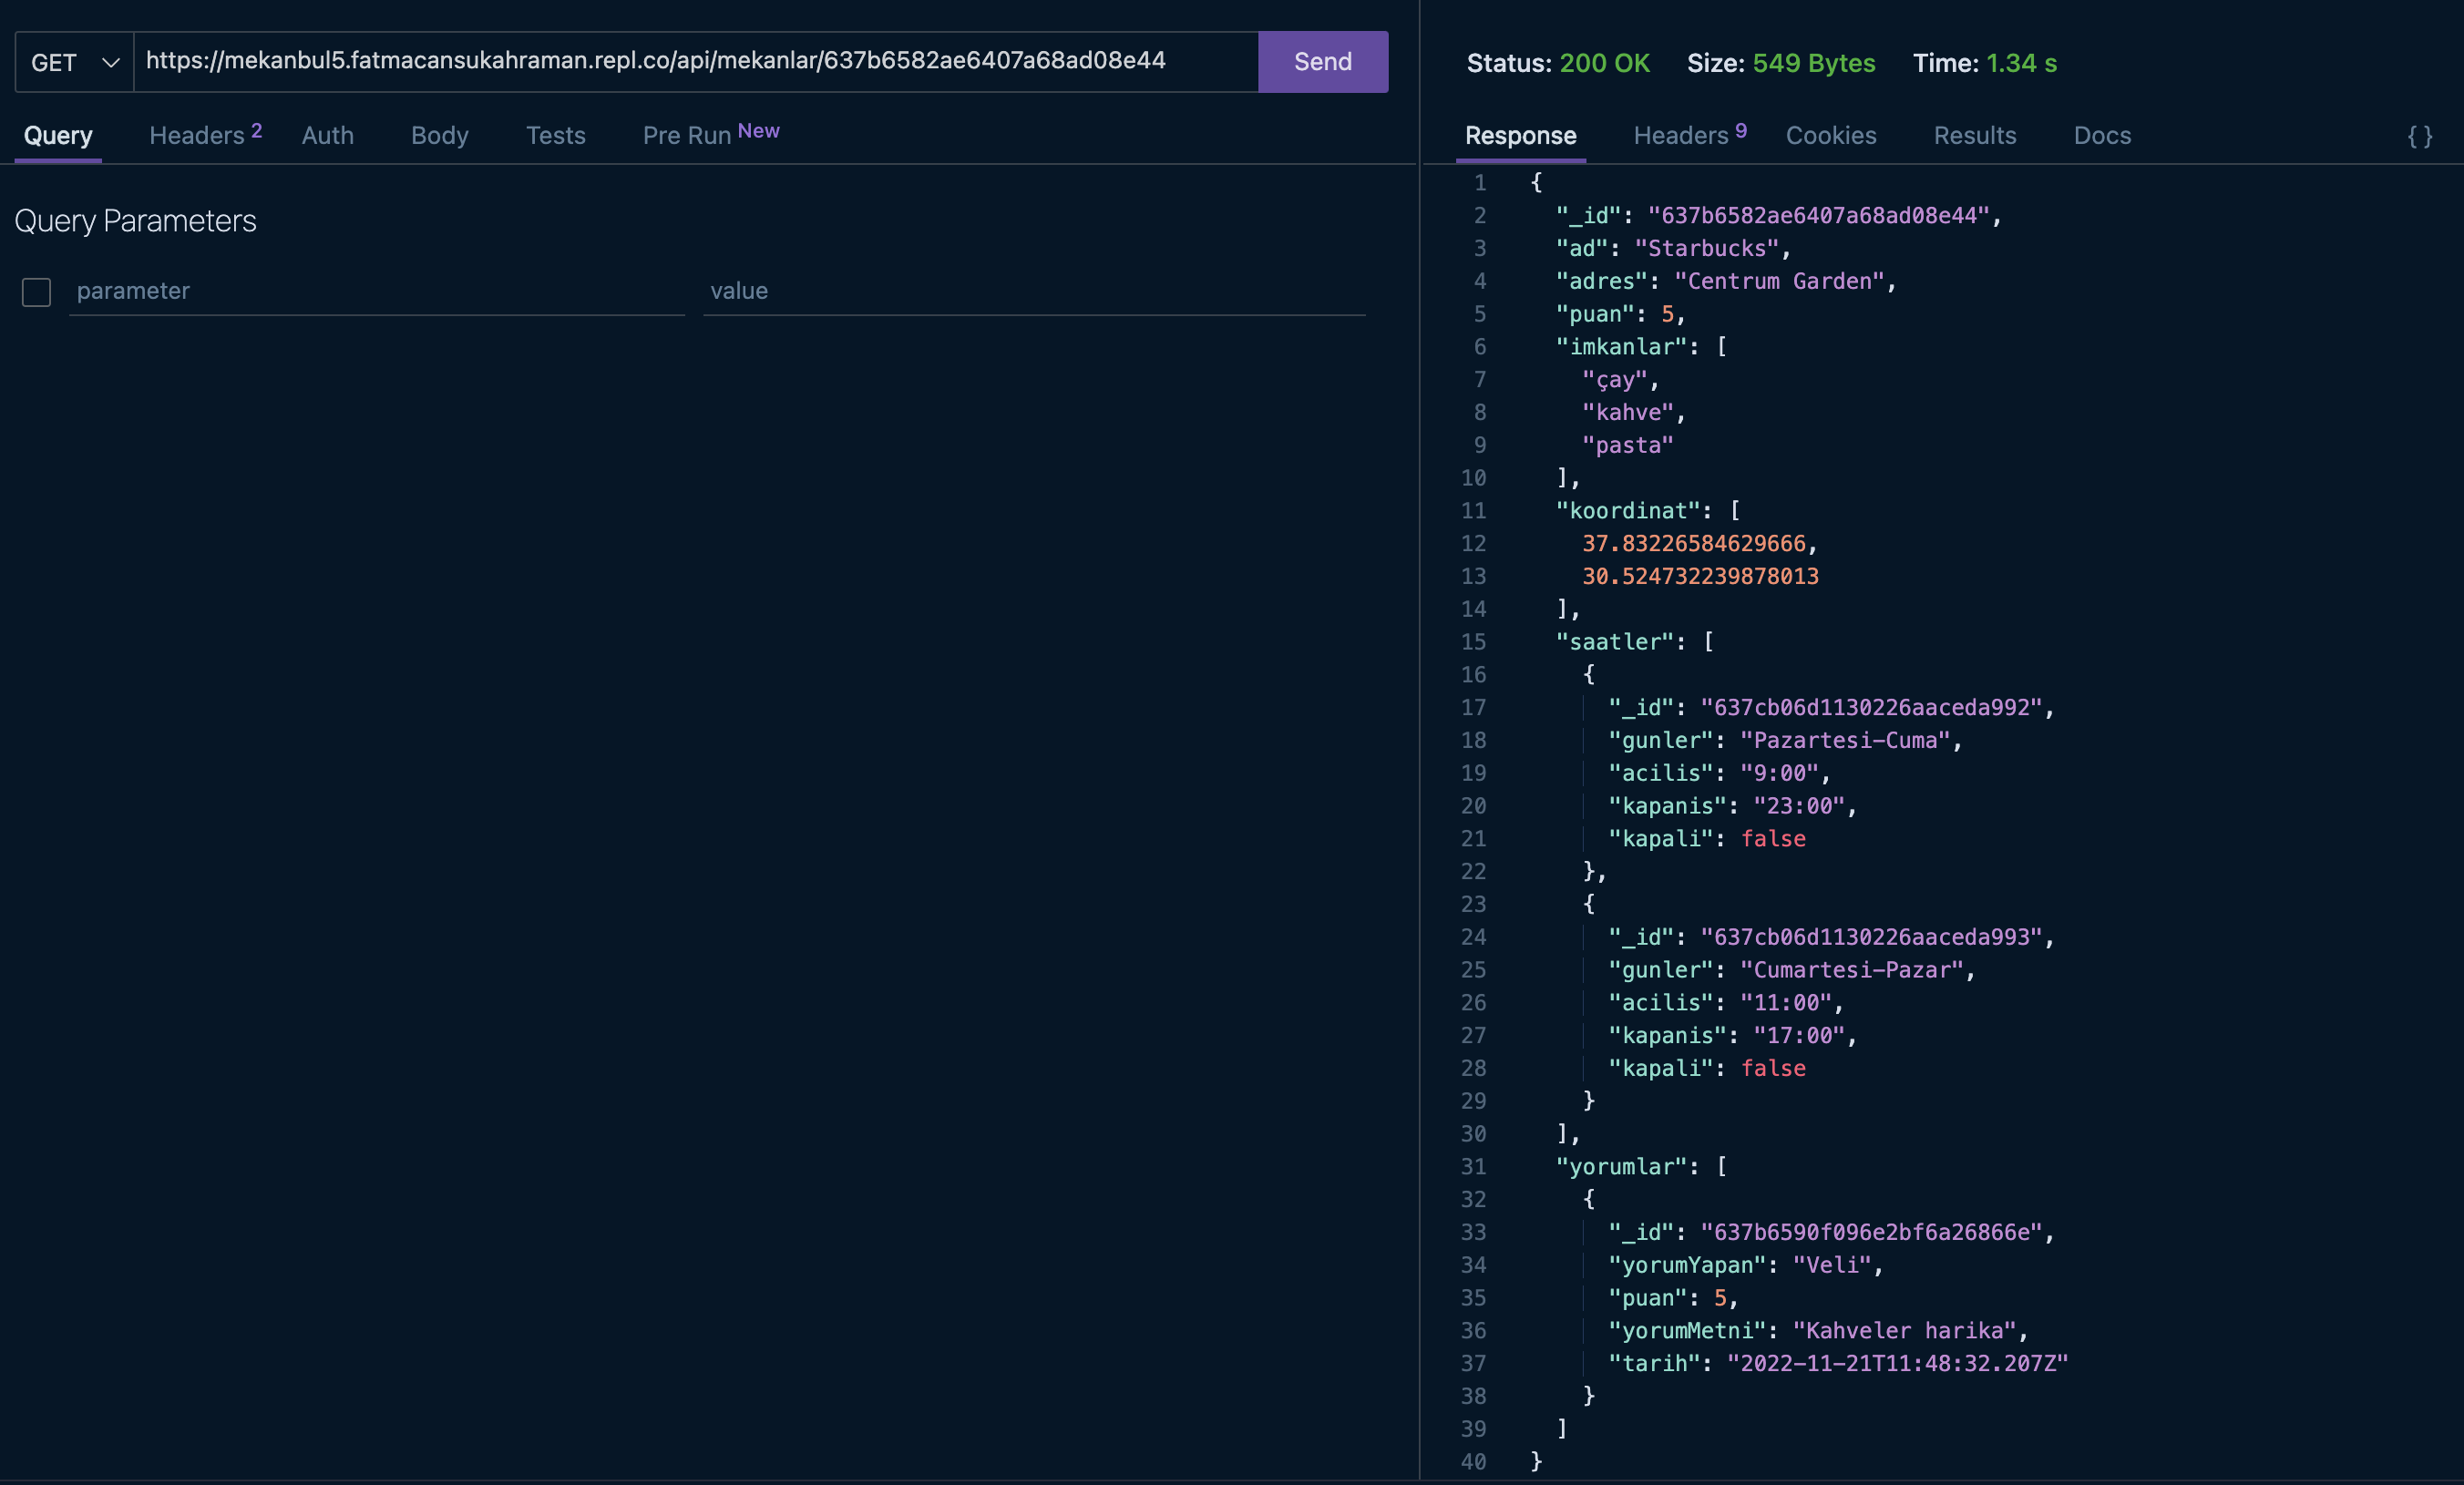 GET https://mekanbul5.fatmacansukahraman.repl.co/api/mekanlar/637b6582ae6407a68ad08e44 Send
Query Headers 2 Auth Body Tests Pre Run New
Query Parameters
parameter value
Status: 200 OK Size: 549 Bytes Time: 1.34 s
Response Headers 9 Cookies Results Docs {}
1 {
2 "_id": "637b6582ae6407a68ad08e44",
3 "ad": "Starbucks",
4 "adres": "Centrum Garden",
5 "puan": 5,
6 "imkanlar": [
7 "çay",
8 "kahve",
9 "pasta"
10 ],
11 "koordinat": [
12 37.83226584629666,
13 30.524732239878013
14 ],
15 "saatler": [
16 {
17 "_id": "637cb06d1130226aaceda992",
18 "gunler": "Pazartesi-Cuma",
19 "acilis": "9:00",
20 "kapanis": "23:00",
21 "kapali": false
22 },
23 {
24 "_id": "637cb06d1130226aaceda993",
25 "gunler": "Cumartesi-Pazar",
26 "acilis": "11:00",
27 "kapanis": "17:00",
28 "kapali": false
29 }
30 ],
31 "yorumlar": [
32 {
33 "_id": "637b6590f096e2bf6a26866e",
34 "yorumYapan": "Veli",
35 "puan": 5,
36 "yorumMetni": "Kahveler harika",
37 "tarih": "2022-11-21T11:48:32.207Z"
38 }
39 ]
40 }